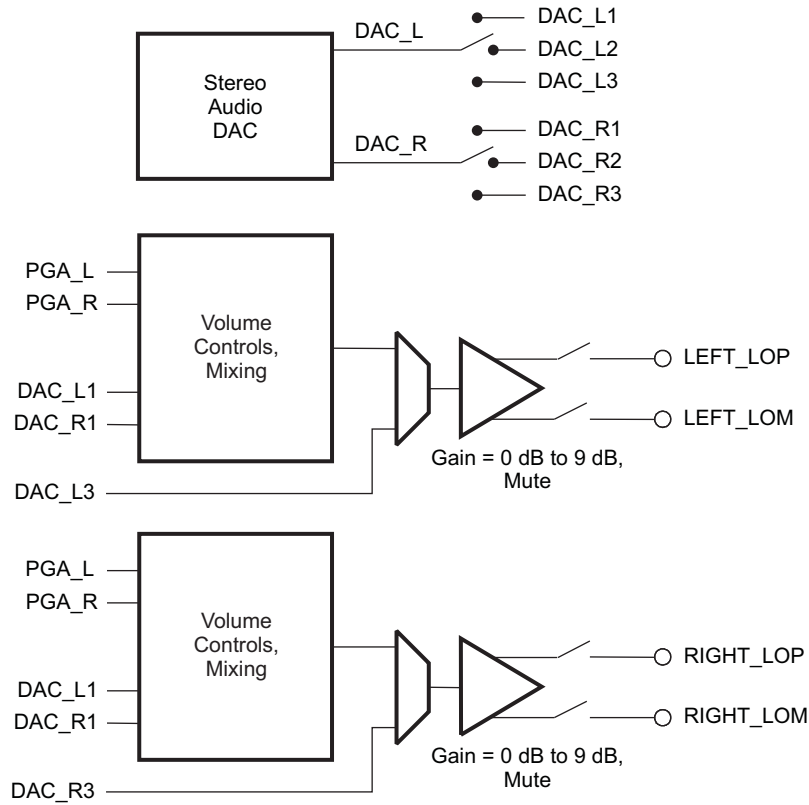 DAC_L
DAC_L1
DAC_L2
DAC_L3
Stereo
Audio
DAC
DAC_R
DAC_R1
DAC_R2
DAC_R3
PGA_L
PGA_R
DAC_L1
DAC_R1
DAC_L3
Volume
Controls,
Mixing
LEFT_LOP
LEFT_LOM
Gain = 0 dB to 9 dB,
Mute
PGA_L
PGA_R
DAC_L1
DAC_R1
DAC_R3
Volume
Controls,
Mixing
RIGHT_LOP
RIGHT_LOM
Gain = 0 dB to 9 dB,
Mute